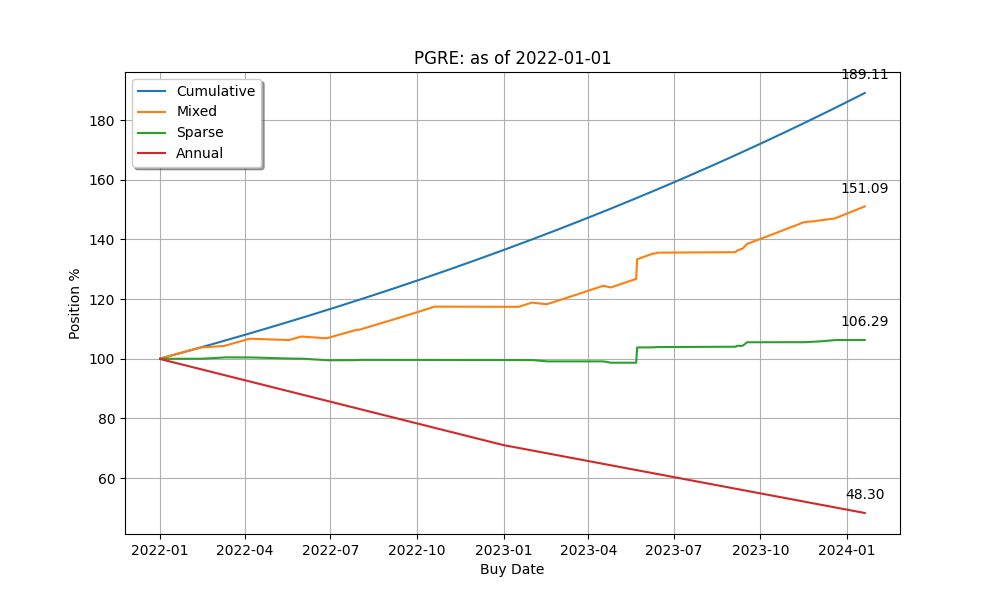 PGRE: as of 2022-01-01
Cumulative
Mixed
Sparse
Annual
189.11
151.09
106.29
48.30
Position %
180
160
140
120
100
80
60
2022-01 2022-04 2022-07 2022-10 2023-01 2023-04 2023-07 2023-10 2024-01
Buy Date